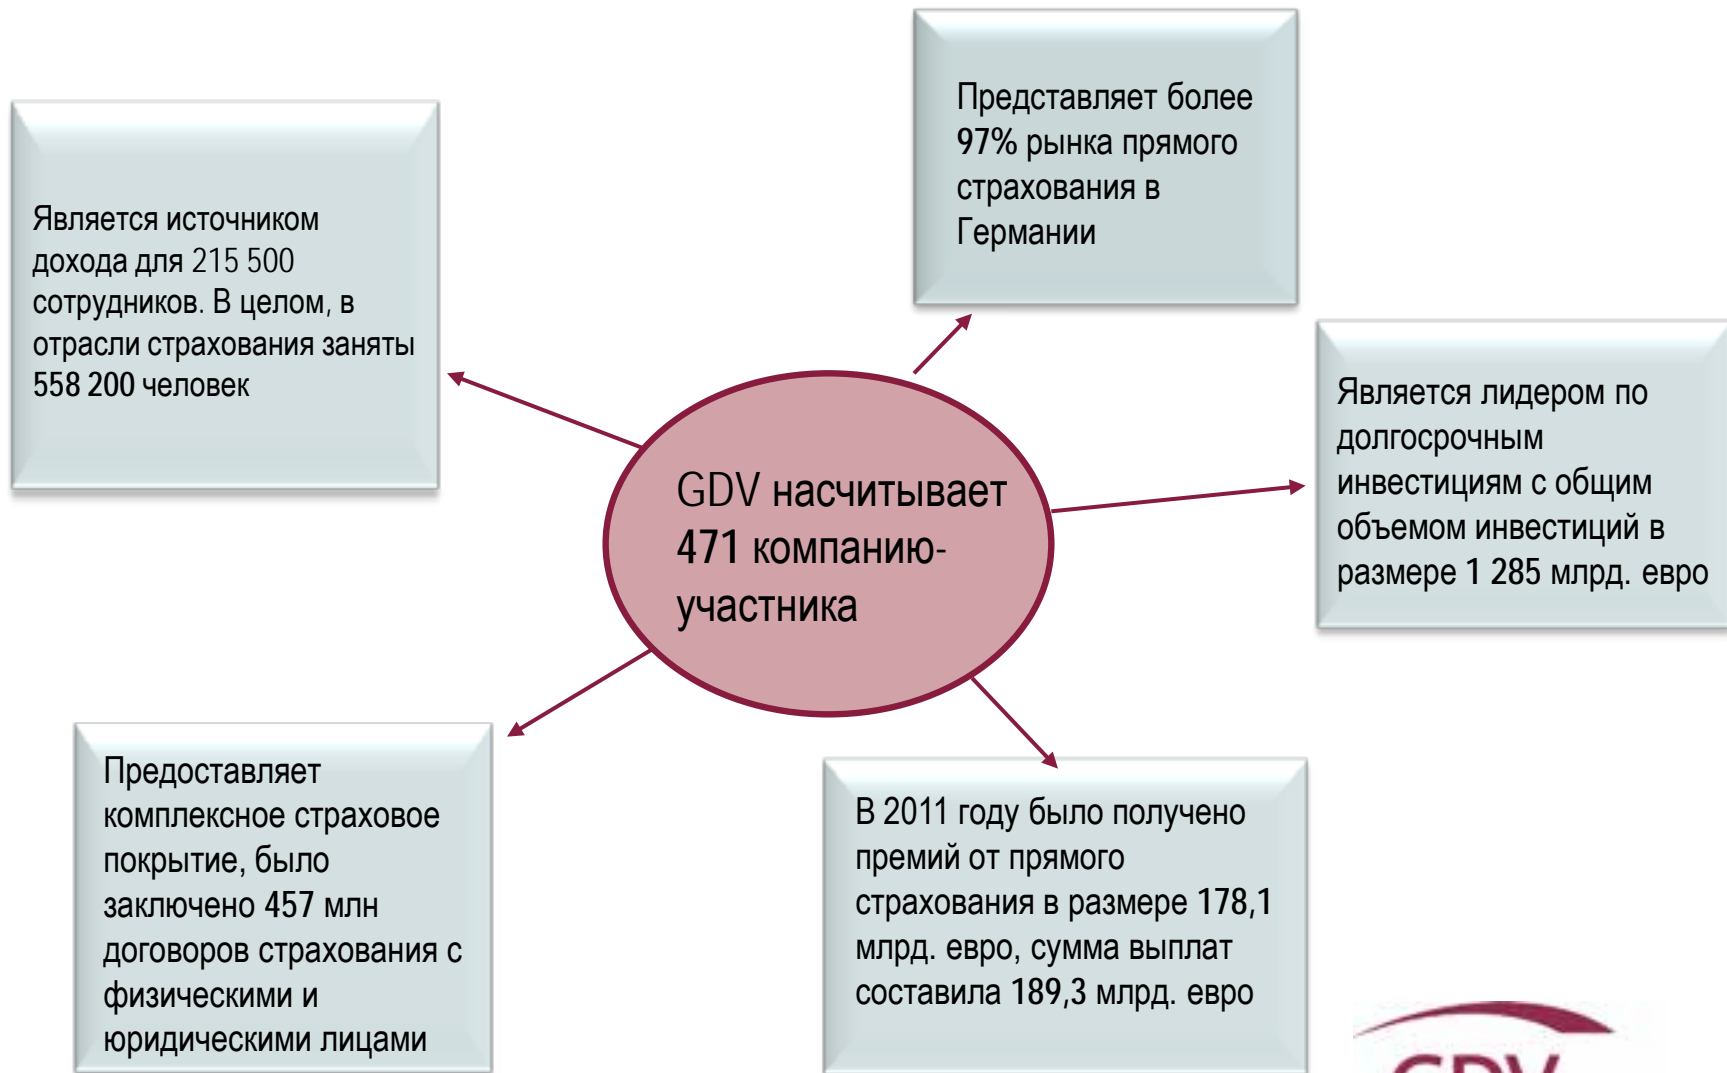 Представляет более
97% рынка прямого
страхования в
Германии
Является источником
дохода для 215 500
сотрудников. В целом, в
отрасли страхования заняты
558 200 человек
Является лидером по
долгосрочным
инвестициям с общим
объемом инвестиций в
размере 1 285 млрд. евро
GDV насчитывает
471 компанию-
участника
Предоставляет
комплексное страховое
покрытие, было
заключено 457 млн
договоров страхования с
физическими и
юридическими лицами
В 2011 году было получено
премий от прямого
страхования в размере 178,1
млрд. евро, сумма выплат
составила 189,3 млрд. евро
GDV